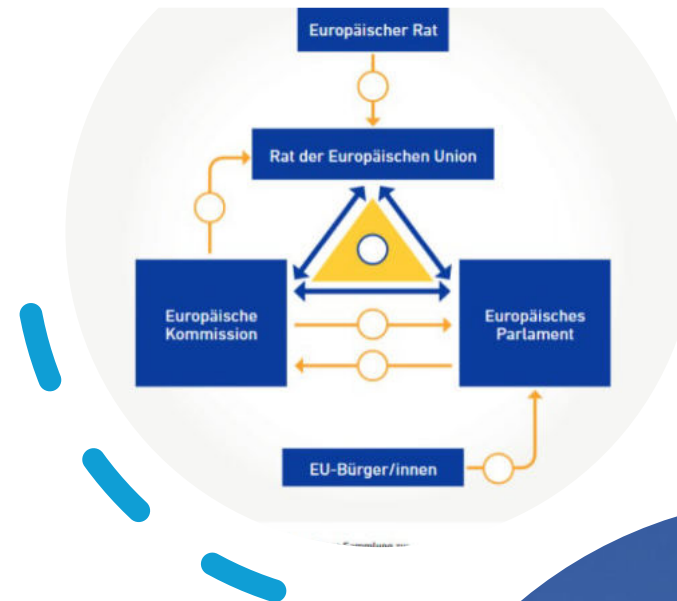 Europäischer Rat
Rat der Europäischen Union
Europäische
Kommission
Europäisches
Parlament
EU-Bürger/innen